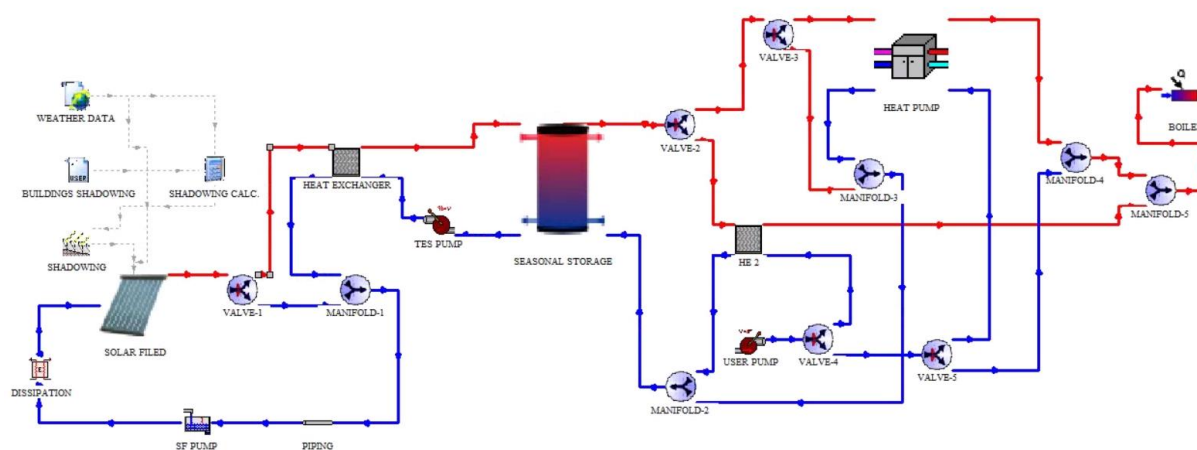 VALVE-3
HEAT PUMP
WEATHER DATA
VALVE-2
Q
BOILE
USER
BUILDINGS SHADOWING
SHADOWING CALC.
HEAT EXCHANGER
MANIFOLD-3
MANIFOLD-4
MANIFOLD-5
TES PUMP
SEASONAL STORAGE
HE 2
SHADOWING
VALVE-1
MANIFOLD-1
SOLAR FILED
USER PUMP
VALVE-4
VALVE-5
DISSIPATION
MANIFOLD-2
SF PUMP
PIPING